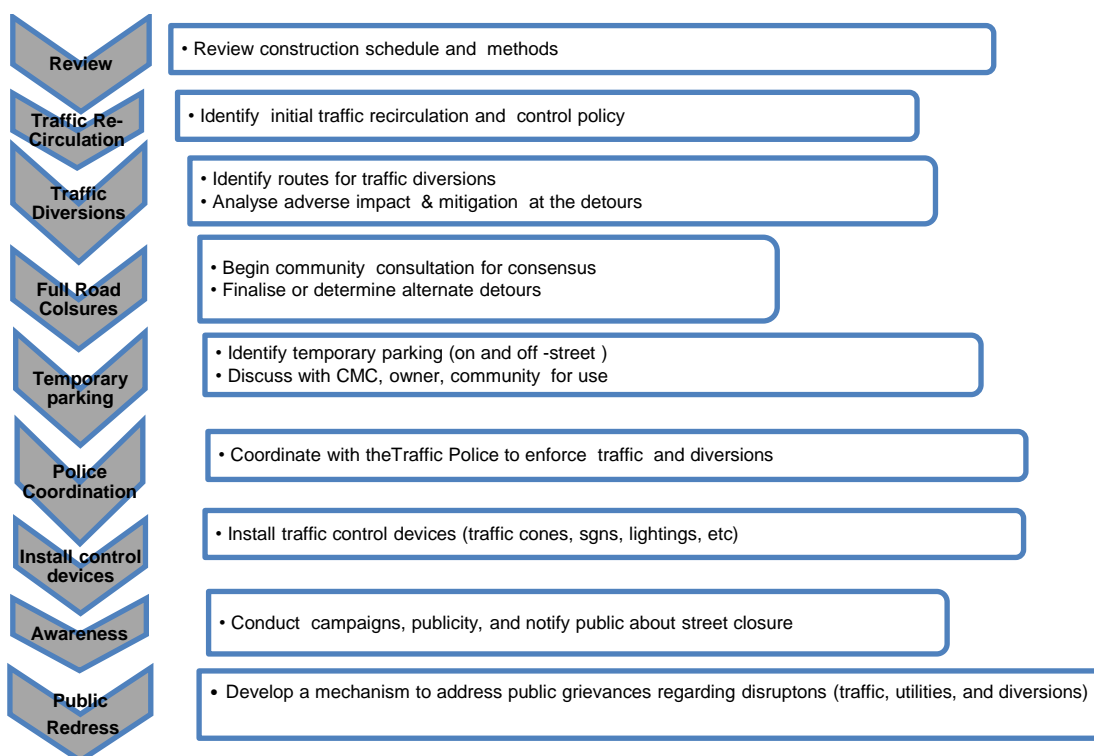 Review
• Review construction schedule and methods
Traffic Re-
Circulation
• Identify initial traffic recirculation and control policy
Traffic
Diversions
• Identify routes for traffic diversions
• Analyse adverse impact & mitigation at the detours
Full Road
Colsures
• Begin community consultation for consensus
• Finalise or determine alternate detours
Temporary
parking
• Identify temporary parking (on and off -street )
• Discuss with CMC, owner, community for use
Police
Coordination
• Coordinate with theTraffic Police to enforce traffic and diversions
Install control
devices
• Install traffic control devices (traffic cones, sgns, lightings, etc)
Awareness
• Conduct campaigns, publicity, and notify public about street closure
Public
Redress
• Develop a mechanism to address public grievances regarding disruptons (traffic, utilities, and diversions)